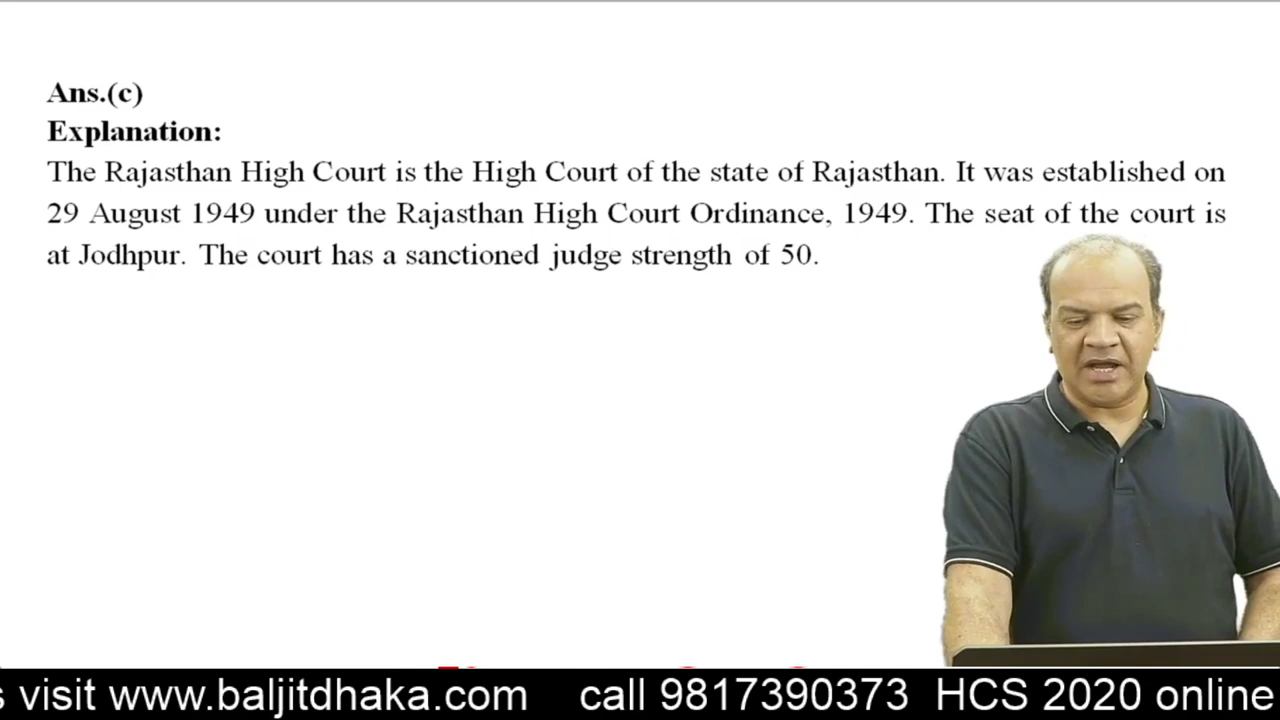 Ans.(c)
Explanation:
The Rajasthan High Court is the High Court of the state of Rajasthan. It was established on
29 August 1949 under the Rajasthan High Court Ordinance, 1949. The seat of the court is
at Jodhpur. The court has a sanctioned judge strength of 50.
visit www.baljitdhaka.com call 9817390373 HCS 2020 online